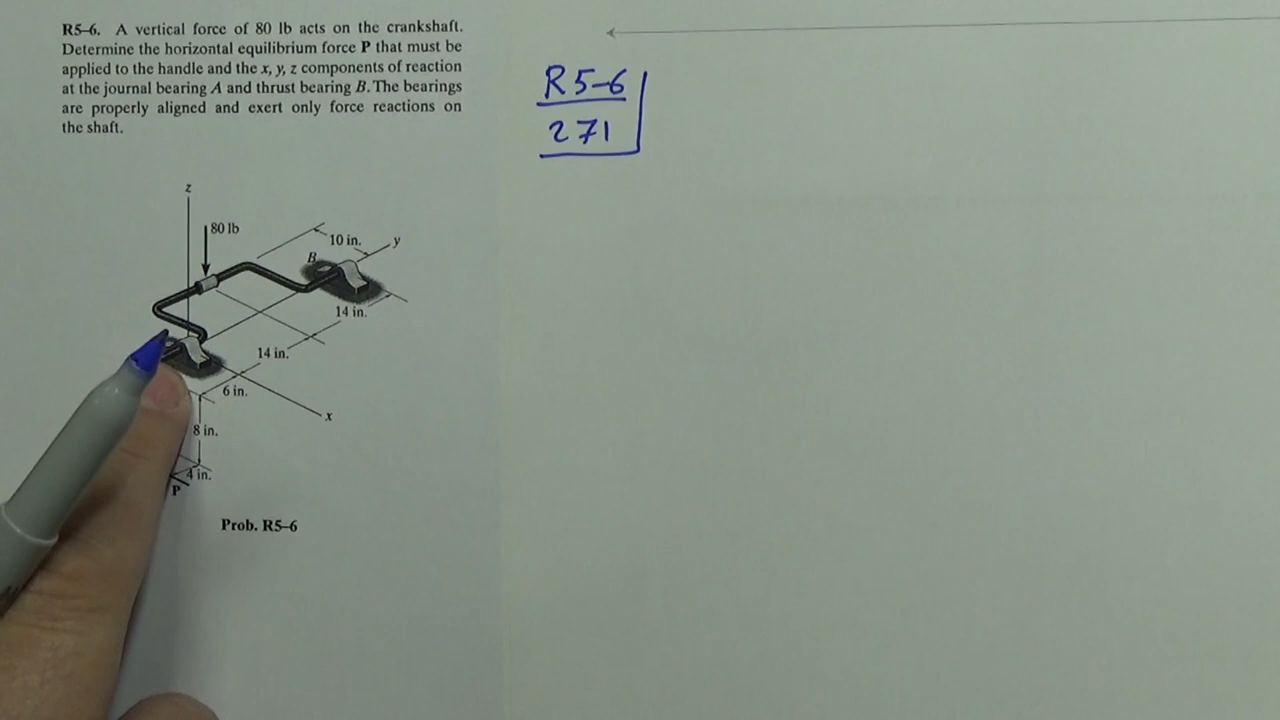 R5–6. A vertical force of 80 lb acts on the crankshaft.
Determine the horizontal equilibrium force P that must be
applied to the handle and the x, y, z components of reaction
at the journal bearing A and thrust bearing B. The bearings
are properly aligned and exert only force reactions on
the shaft.
R5-6
271
z
80 lb
10 in.
y
B
14 in.
14 in.
6 in.
x
8 in.
4 in.
P
Prob. R5–6